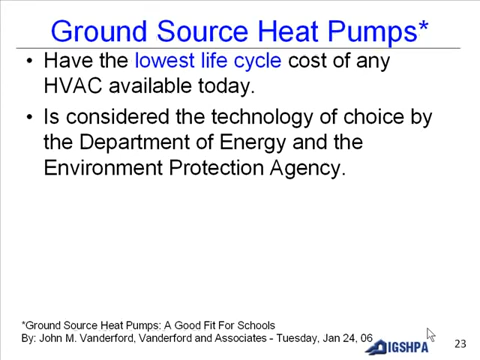 Ground Source Heat Pumps*
• Have the lowest life cycle cost of any
HVAC available today.
• Is considered the technology of choice by
the Department of Energy and the
Environment Protection Agency.
*Ground Source Heat Pumps: A Good Fit For Schools
By: John M. Vanderford, Vanderford and Associates - Tuesday, Jan 24, 06
IGSHPA
23